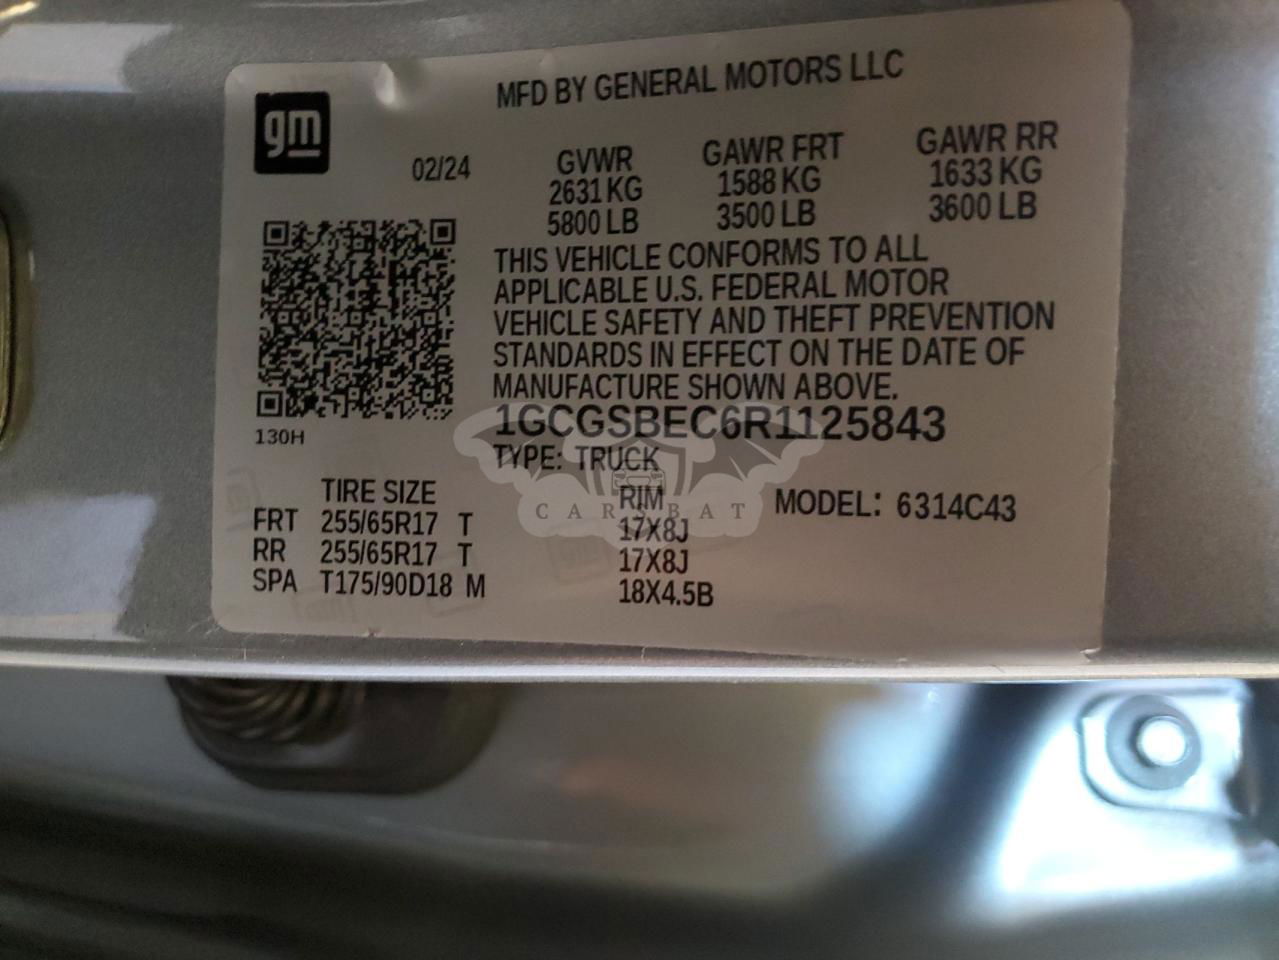 MFD BY GENERAL MOTORS LLC
gm
02/24
GVWR GAWR FRT GAWR RR
2631 KG 1588 KG 1633 KG
5800 LB 3500 LB 3600 LB
THIS VEHICLE CONFORMS TO ALL
APPLICABLE U.S. FEDERAL MOTOR
VEHICLE SAFETY AND THEFT PREVENTION
STANDARDS IN EFFECT ON THE DATE OF
MANUFACTURE SHOWN ABOVE.
130H
1GCGSBEC6R1125843
TYPE: TRUCK
TIRE SIZE RIM MODEL: 6314C43
CARSBAT
FRT 255/65R17 T 17X8J
RR 255/65R17 T 17X8J
SPA T175/90D18 M 18X4.5B